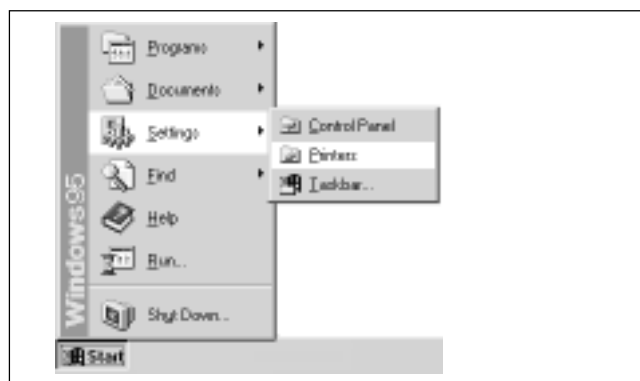 Programs
Documents
Settings
Control Panel
Printers
Taskbar...
Find
Help
Run...
Shut Down...
Windows95
Start